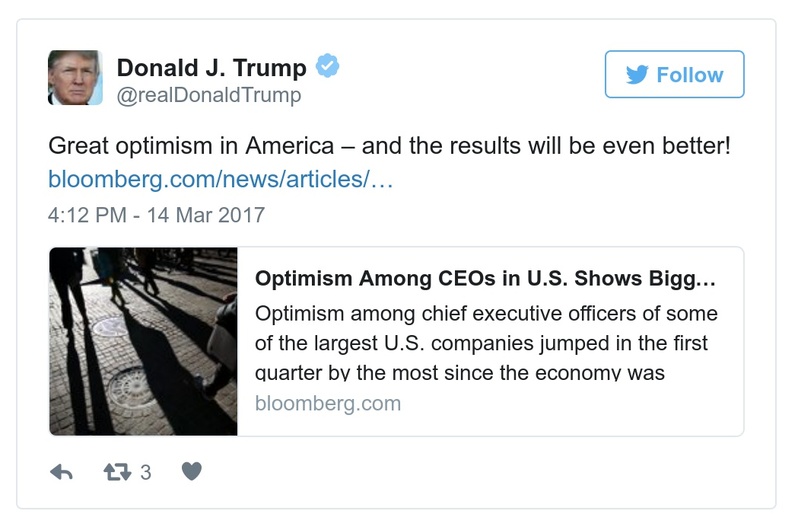 Donald J. Trump
@realDonaldTrump
Follow
Great optimism in America – and the results will be even better!
bloomberg.com/news/articles/…
4:12 PM - 14 Mar 2017
Optimism Among CEOs in U.S. Shows Bigg…
Optimism among chief executive officers of some
of the largest U.S. companies jumped in the first
quarter by the most since the economy was
bloomberg.com
3